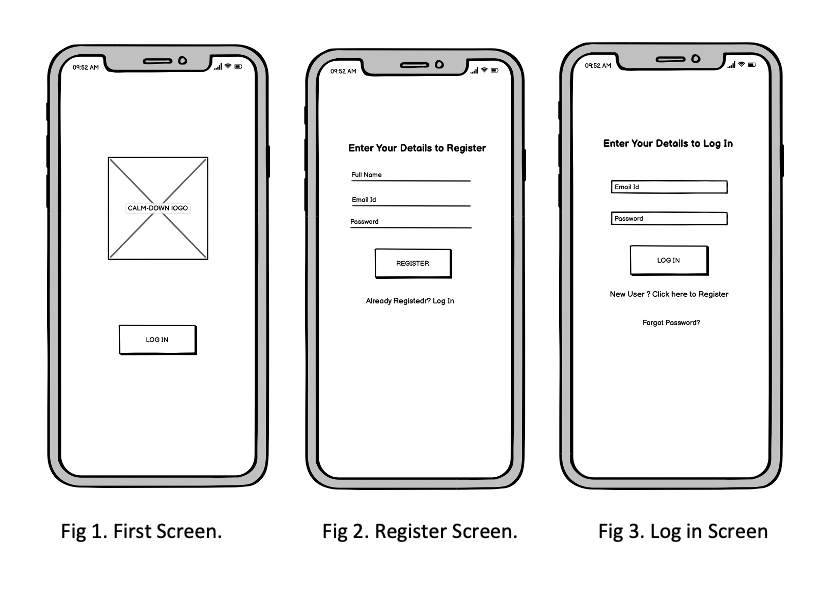 09:52 AM
CALM-DOWN lOGO
LOG IN
Fig 1. First Screen.
09:52 AM
Enter Your Details to Register
Full Name
Email Id
Password
REGISTER
Already Registedr? Log In
Fig 2. Register Screen.
09:52 AM
Enter Your Details to Log In
Email Id
Password
LOG IN
New User ? Click here to Register
Forgot Password?
Fig 3. Log in Screen